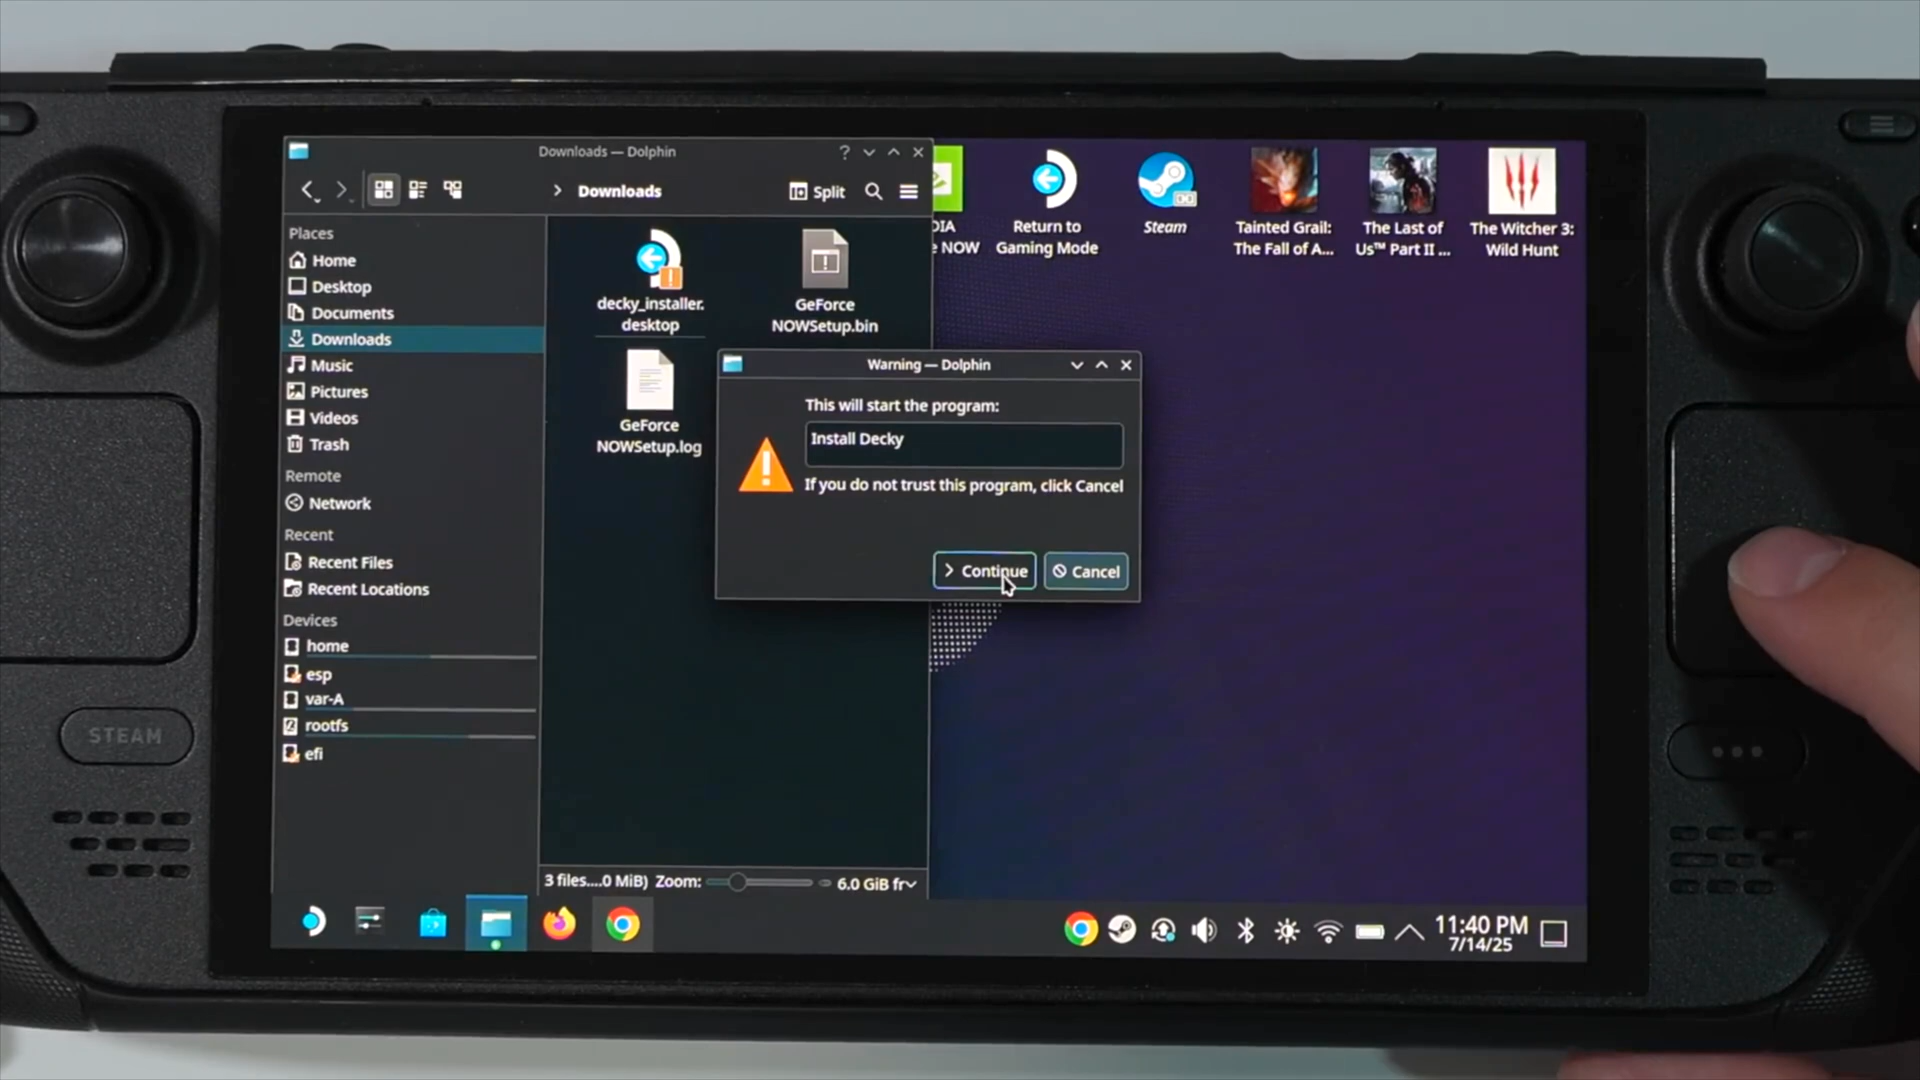 Downloads — Dolphin
Downloads
Split
Places
Home
Desktop
Documents
Downloads
Music
Pictures
Videos
Trash
Remote
Network
Recent
Recent Files
Recent Locations
Devices
home
esp
var-A
rootfs
efi
decky_installer.
desktop
GeForce
NOWSetup.bin
GeForce
NOWSetup.log
3 files....0 MiB)
Zoom:
6.0 GiB fr
Warning — Dolphin
This will start the program:
Install Decky
If you do not trust this program, click Cancel
Continue
Cancel
DIA
e NOW
Return to
Gaming Mode
Steam
Tainted Grail:
The Fall of A...
The Last of
Us™ Part II ...
The Witcher 3:
Wild Hunt
11:40 PM
7/14/25
STEAM